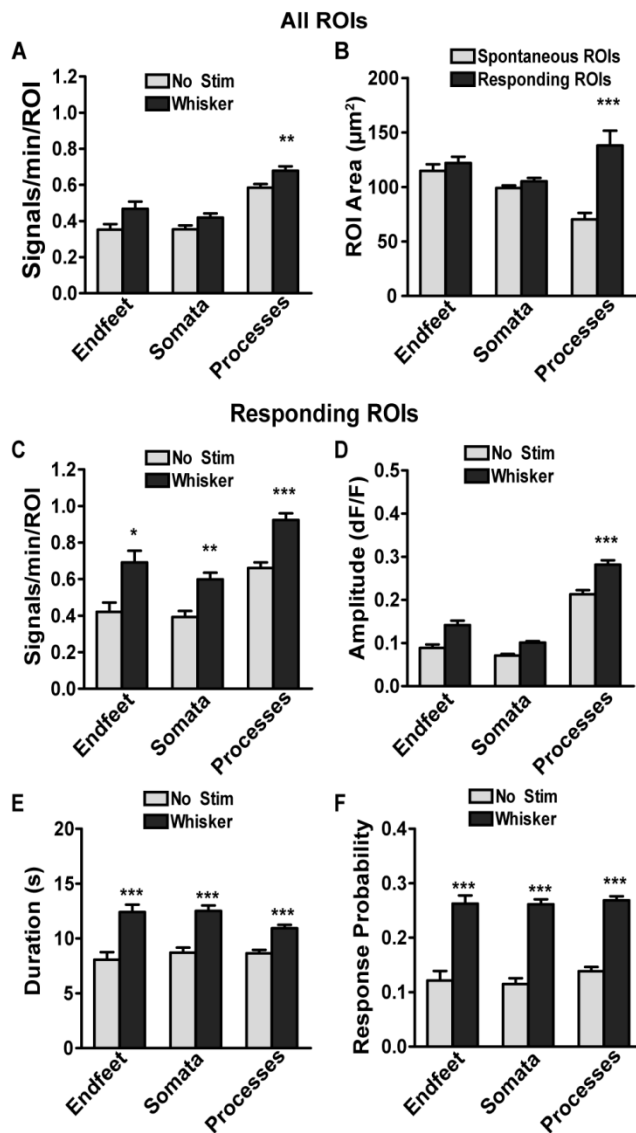 All ROIs
A
No Stim
Whisker
Signals/min/ROI
1.2
1.0
0.8
0.6
0.4
0.2
0.0
**
Endfeet
Somata
Processes
B
Spontaneous ROIs
Responding ROIs
ROI Area (µm²)
200
150
100
50
0
***
Endfeet
Somata
Processes
Responding ROIs
C
No Stim
Whisker
Signals/min/ROI
1.2
1.0
0.8
0.6
0.4
0.2
0.0
*
**
***
Endfeet
Somata
Processes
D
No Stim
Whisker
Amplitude (dF/F)
0.5
0.4
0.3
0.2
0.1
0.0
***
Endfeet
Somata
Processes
E
No Stim
Whisker
Duration (s)
20
15
10
5
0
***
***
***
Endfeet
Somata
Processes
F
No Stim
Whisker
Response Probability
0.4
0.3
0.2
0.1
0.0
***
***
***
Endfeet
Somata
Processes